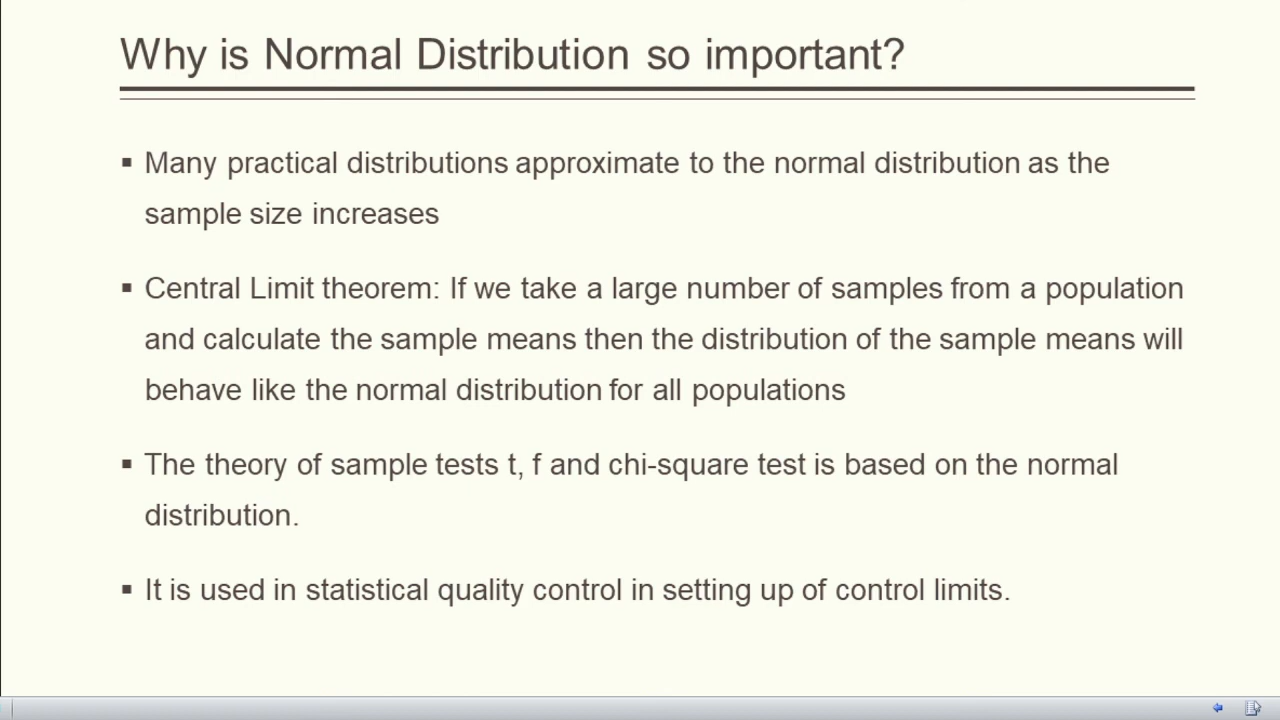 Why is Normal Distribution so important?
▪ Many practical distributions approximate to the normal distribution as the
sample size increases
▪ Central Limit theorem: If we take a large number of samples from a population
and calculate the sample means then the distribution of the sample means will
behave like the normal distribution for all populations
▪ The theory of sample tests t, f and chi-square test is based on the normal
distribution.
▪ It is used in statistical quality control in setting up of control limits.